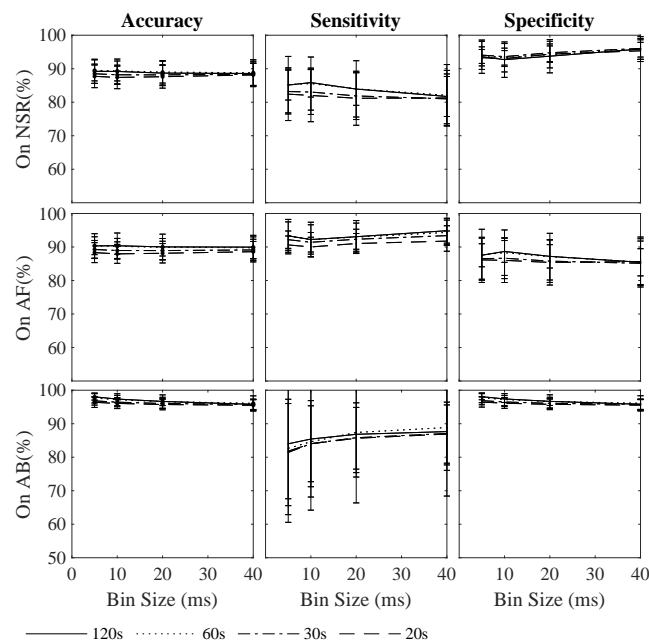 Accuracy Sensitivity Specificity
On NSR(%)
100
90
80
70
60
On AF(%)
100
90
80
70
60
On AB(%)
100
90
80
70
60
50
0 10 20 30 40 0 10 20 30 40 0 10 20 30 40
Bin Size (ms) Bin Size (ms) Bin Size (ms)
120s 60s 30s 20s